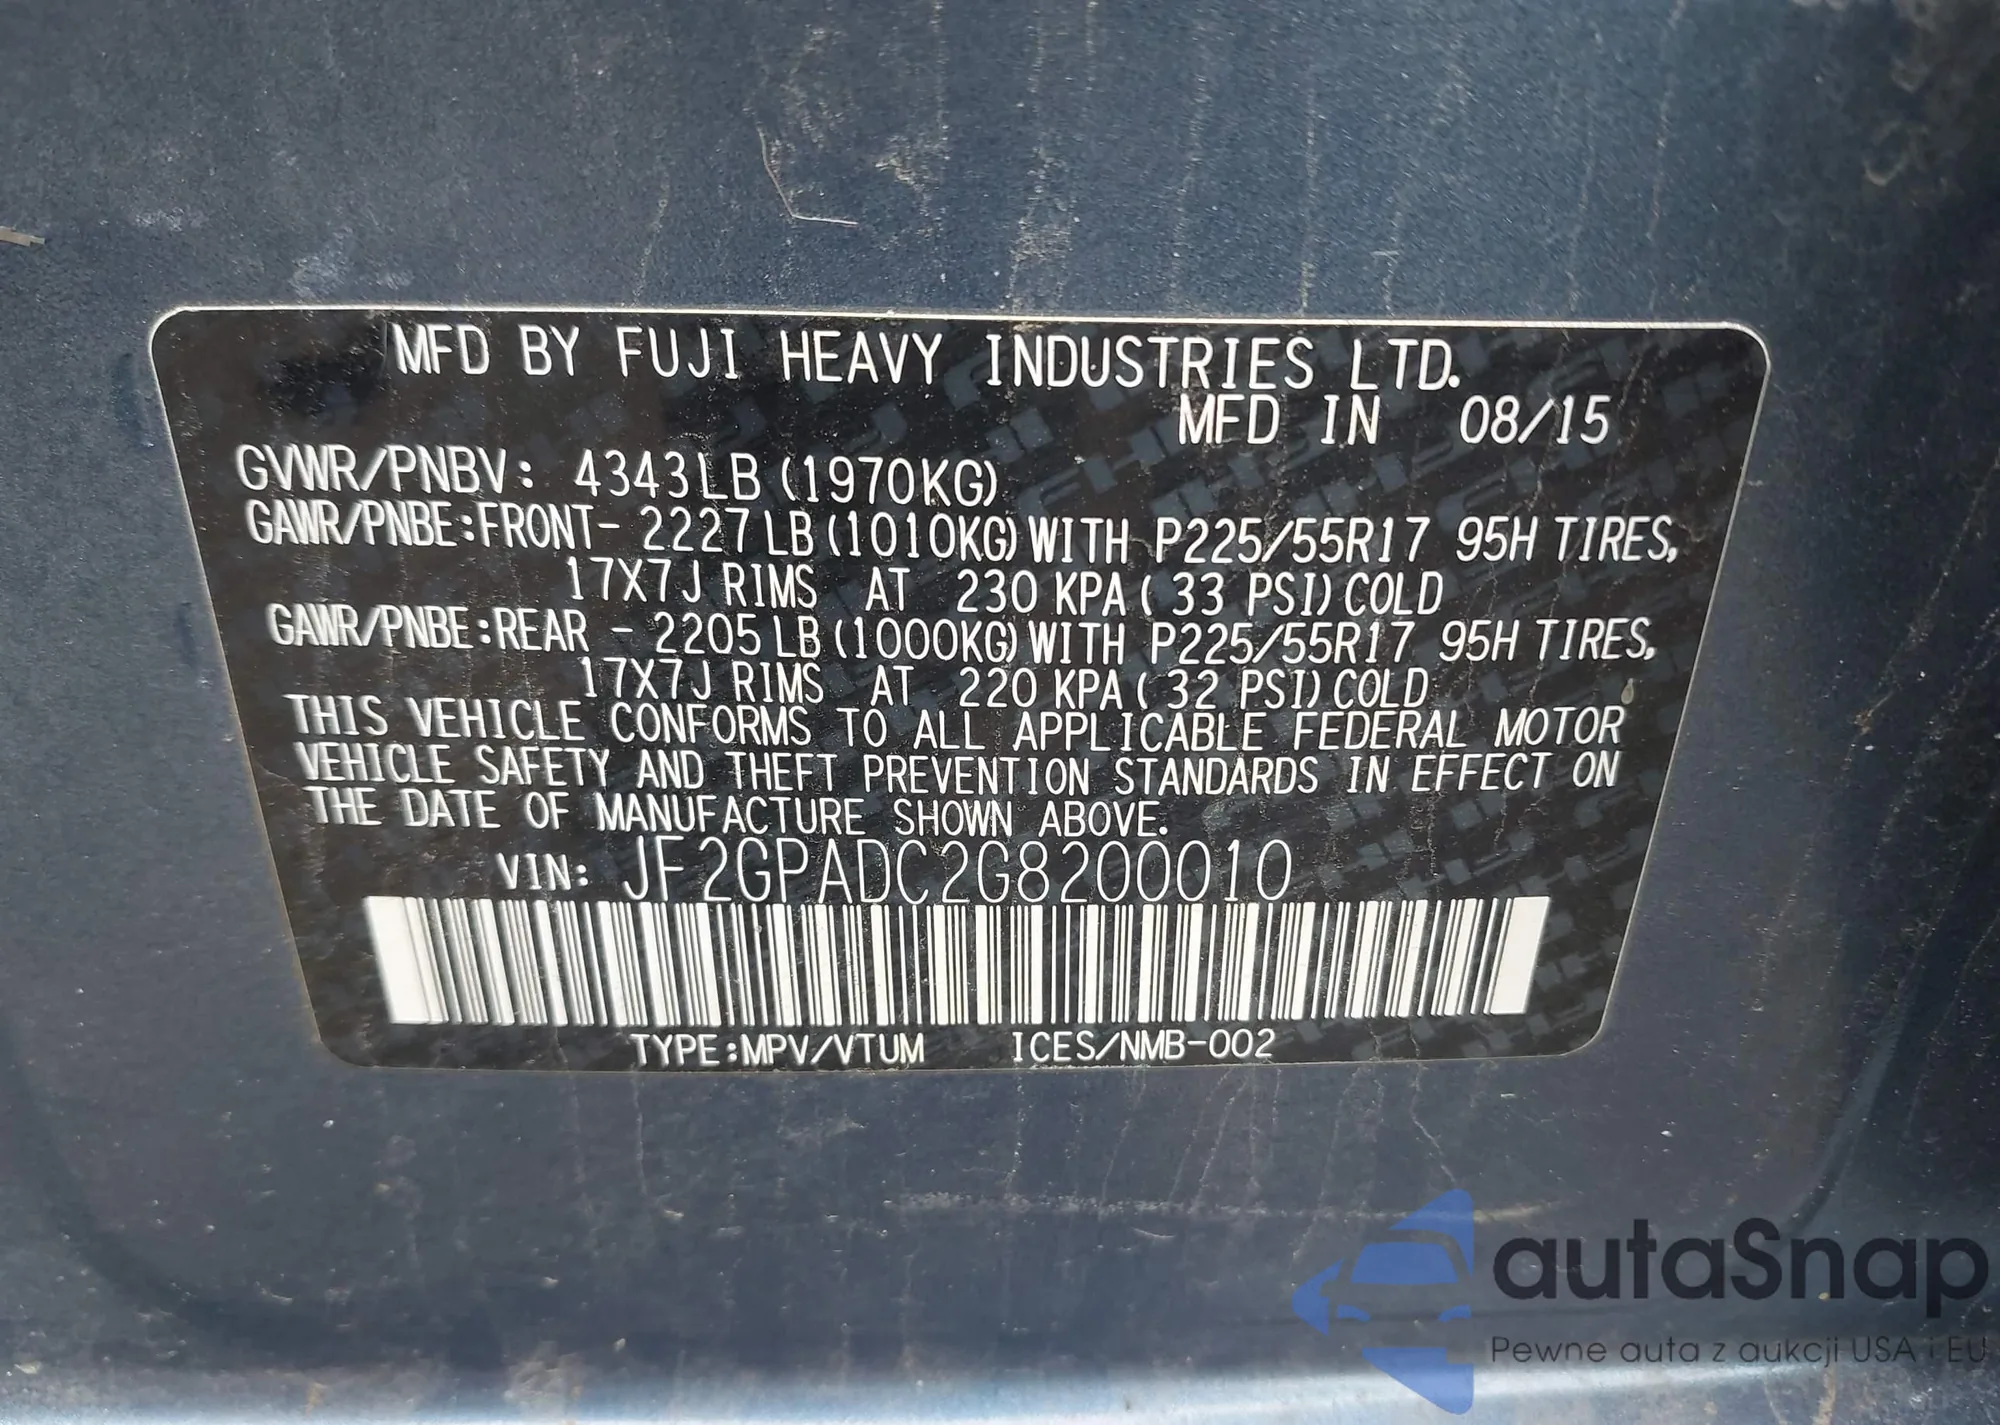 MFD BY FUJI HEAVY INDUSTRIES LTD.
MFD IN 08/15
GVWR/PNBV: 4343LB(1970KG)
GAWR/PNBE:FRONT- 2227LB(1010KG)WITH P225/55R17 95H TIRES,
17X7J RIMS AT 230 KPA( 33 PSI)COLD
GAWR/PNBE:REAR - 2205LB(1000KG)WITH P225/55R17 95H TIRES,
17X7J RIMS AT 220 KPA( 32 PSI)COLD
THIS VEHICLE CONFORMS TO ALL APPLICABLE FEDERAL MOTOR
VEHICLE SAFETY AND THEFT PREVENTION STANDARDS IN EFFECT ON
THE DATE OF MANUFACTURE SHOWN ABOVE.
VIN: JF2GPADC2G8200010
TYPE:MPV/VTUM ICES/NMB-002
autaSnap
Pewne auta z aukcji USA i EU